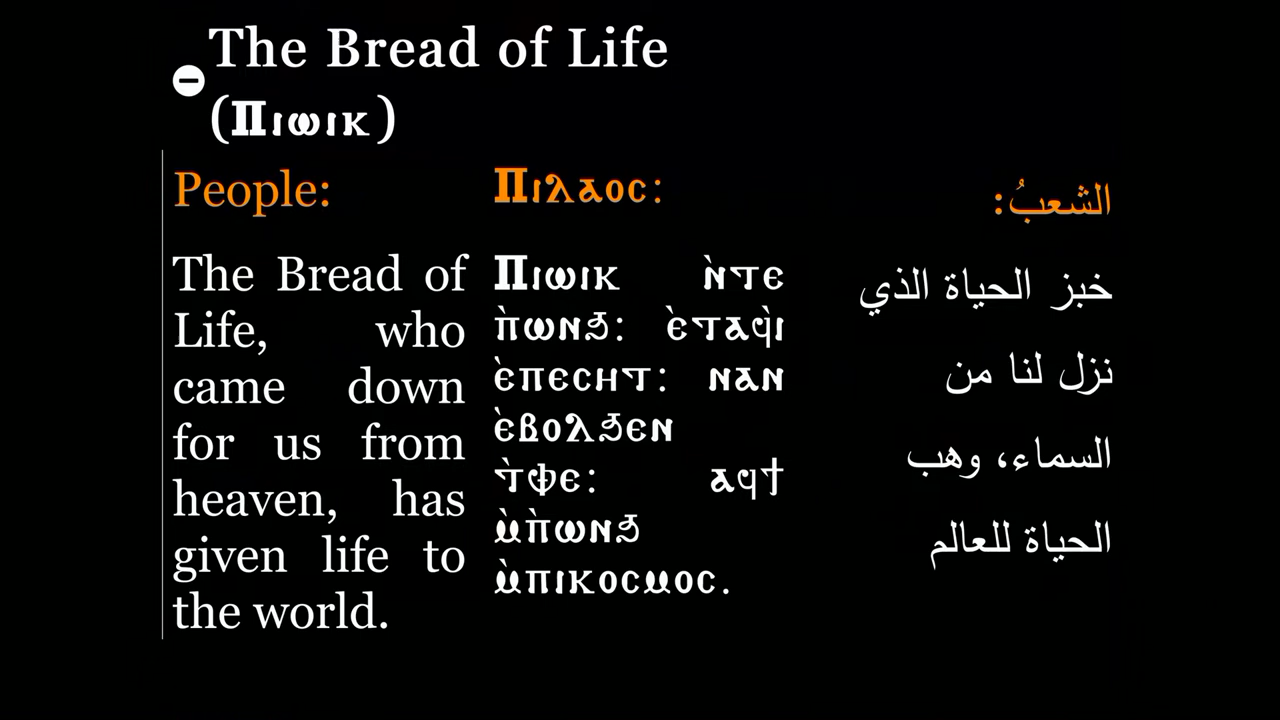 The Bread of Life
(Ⲡⲓⲱⲓⲕ)
People:
The Bread of
Life, who
came down
for us from
heaven, has
given life to
the world.
Ⲡⲓⲗⲁⲟⲥ:
Ⲡⲓⲱⲓⲕ ⲛ̀ⲧⲉ
ⲡ̀ⲱⲛϧ: ⲉ̀ⲧⲁϥⲓ̀
ⲉ̀ⲡⲉⲥⲏⲧ: ⲛⲁⲛ
ⲉ̀ⲃⲟⲗϧⲉⲛ
ⲧ̀ⲫⲉ: ⲁϥϯ
ⲙ̀ⲡ̀ⲱⲛϧ
ⲙ̀ⲡⲓⲕⲟⲥⲙⲟⲥ.
الشعبُ:
خبز الحياة الذي
نزل لنا من
السماء، وهب
الحياة للعالم